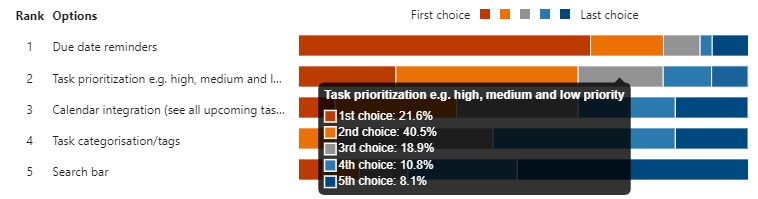 Rank Options First choice Last choice
1 Due date reminders
2 Task prioritization e.g. high, medium and l...
Task prioritization e.g. high, medium and low priority
3 Calendar integration (see all upcoming tas...
1st choice: 21.6%
2nd choice: 40.5%
4 Task categorisation/tags
3rd choice: 18.9%
4th choice: 10.8%
5 Search bar
5th choice: 8.1%